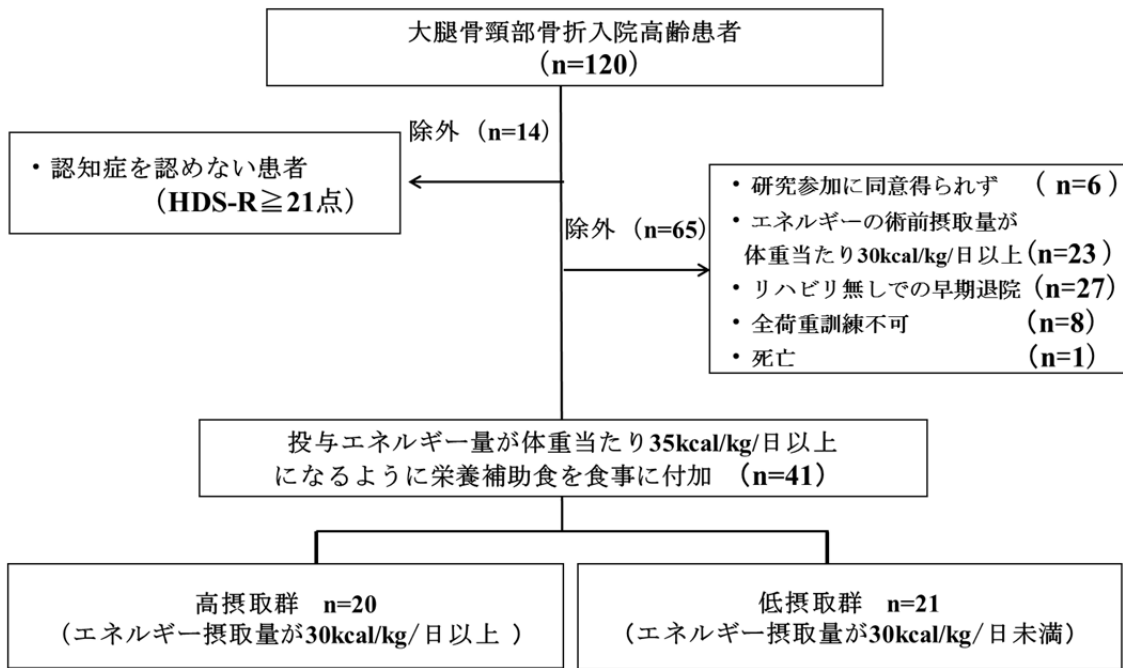 大腿骨頸部骨折入院高齢患者
（n=120）
除外（n=14）
・認知症を認めない患者
（HDS-R≧21点）
除外（n=65）
・研究参加に同意得られず （ n=6）
・エネルギーの術前摂取量が
体重当たり30kcal/kg/日以上(n=23 )
・リハビリ無しでの早期退院（n=27）
・全荷重訓練不可 （n=8）
・死亡 （n=1）
投与エネルギー量が体重当たり35kcal/kg/日以上
になるように栄養補助食を食事に付加 （n=41）
高摂取群 n=20
（エネルギー摂取量が30kcal/kg/日以上 ）
低摂取群 n=21
（エネルギー摂取量が30kcal/kg/日未満）